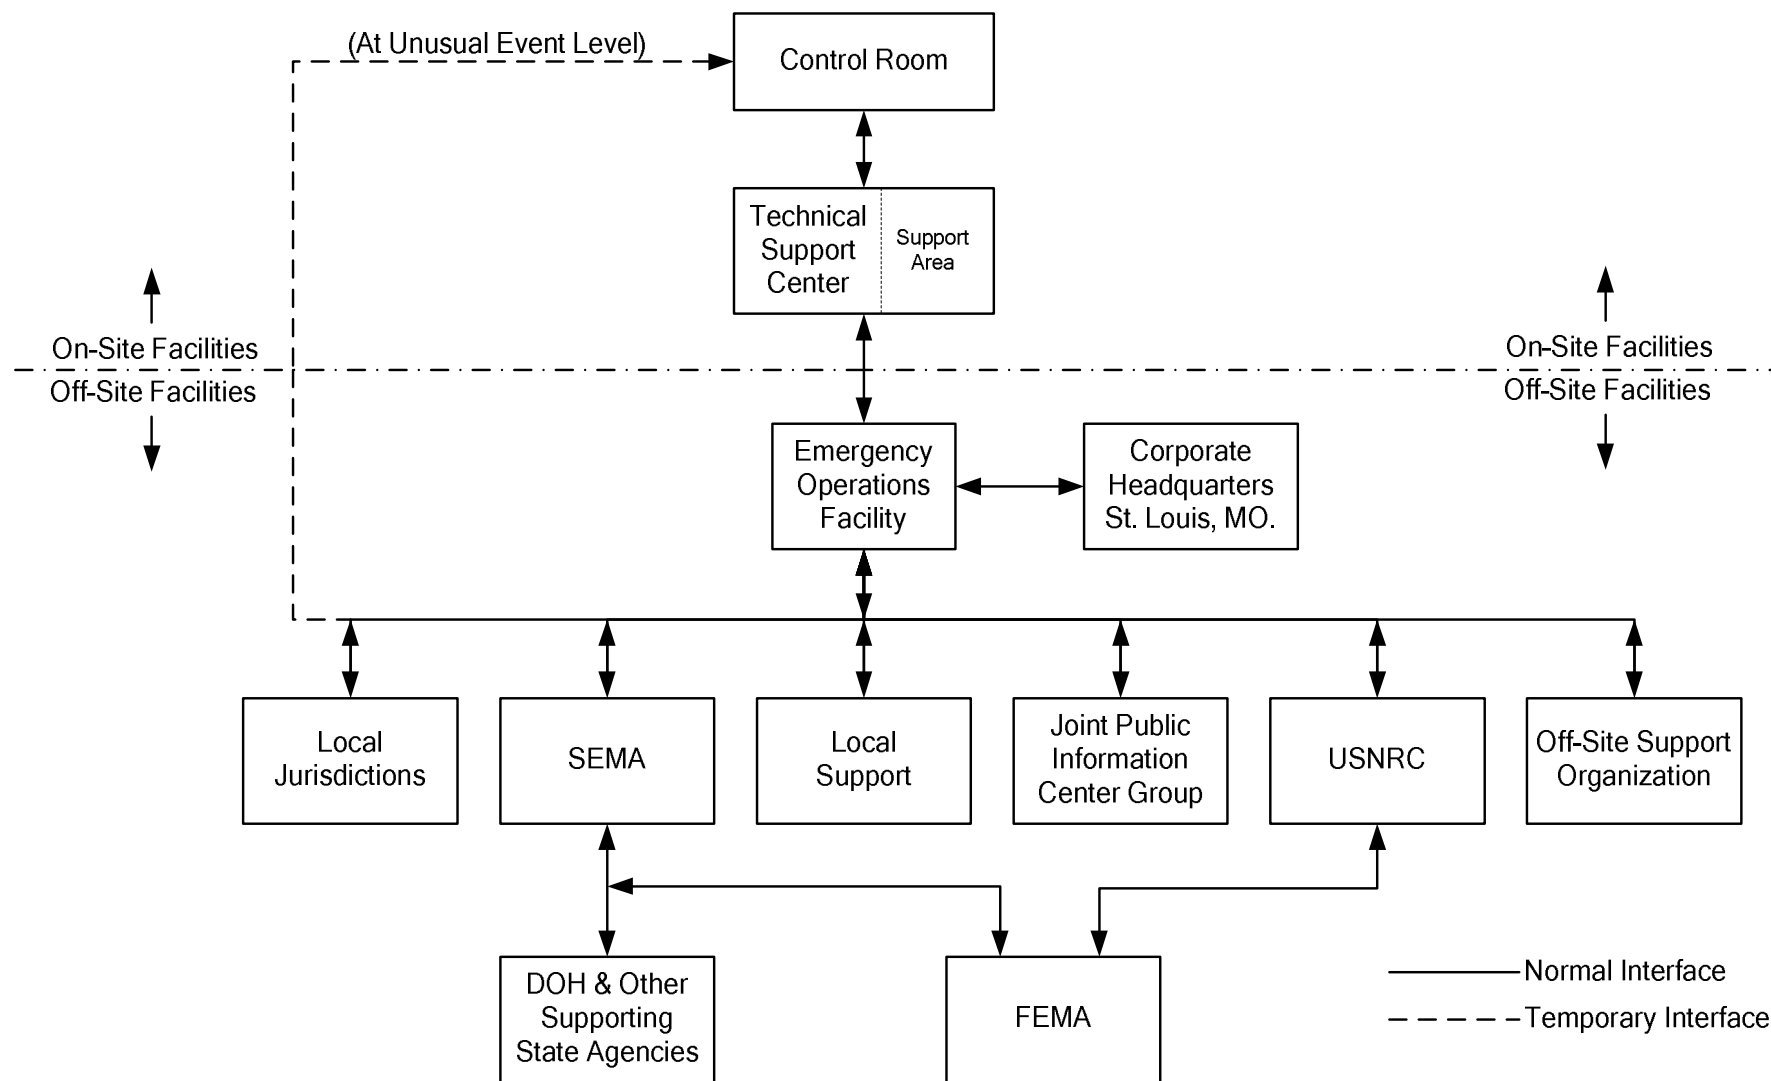 (At Unusual Event Level)
Control Room
Technical
Support
Center
Support
Area
On-Site Facilities
Off-Site Facilities
On-Site Facilities
Off-Site Facilities
Emergency
Operations
Facility
Corporate
Headquarters
St. Louis, MO.
Local
Jurisdictions
SEMA
Local
Support
Joint Public
Information
Center Group
USNRC
Off-Site Support
Organization
DOH & Other
Supporting
State Agencies
FEMA
Normal Interface
Temporary Interface